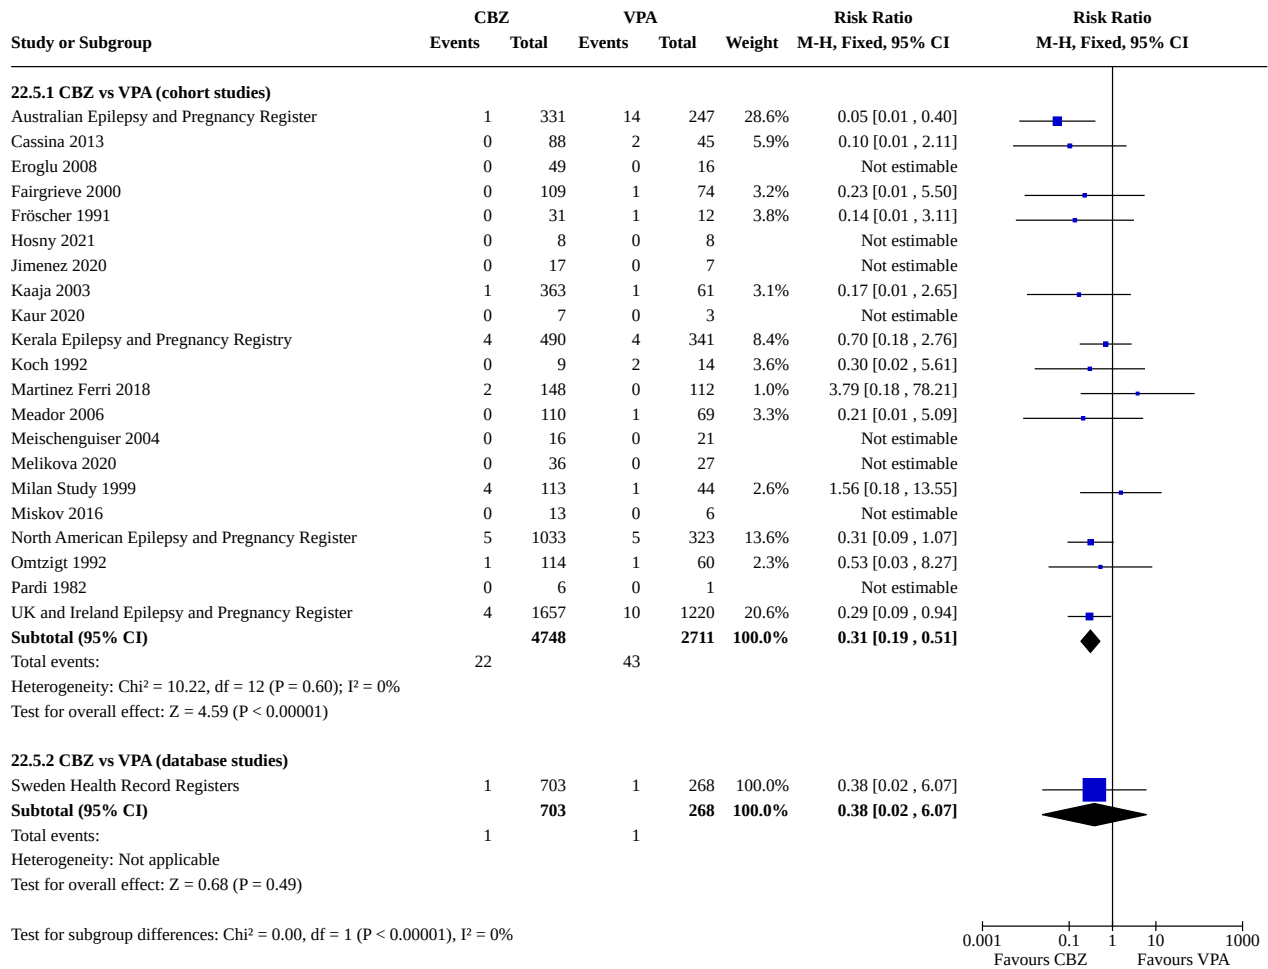 CBZ VPA Risk Ratio Risk Ratio
Study or Subgroup Events Total Events Total Weight M-H, Fixed, 95% CI M-H, Fixed, 95% CI
22.5.1 CBZ vs VPA (cohort studies)
Australian Epilepsy and Pregnancy Register 1 331 14 247 28.6% 0.05 [0.01 , 0.40]
Cassina 2013 0 88 2 45 5.9% 0.10 [0.01 , 2.11]
Eroglu 2008 0 49 0 16 Not estimable
Fairgrieve 2000 0 109 1 74 3.2% 0.23 [0.01 , 5.50]
Fröscher 1991 0 31 1 12 3.8% 0.14 [0.01 , 3.11]
Hosny 2021 0 8 0 8 Not estimable
Jimenez 2020 0 17 0 7 Not estimable
Kaaja 2003 1 363 1 61 3.1% 0.17 [0.01 , 2.65]
Kaur 2020 0 7 0 3 Not estimable
Kerala Epilepsy and Pregnancy Registry 4 490 4 341 8.4% 0.70 [0.18 , 2.76]
Koch 1992 0 9 2 14 3.6% 0.30 [0.02 , 5.61]
Martinez Ferri 2018 2 148 0 112 1.0% 3.79 [0.18 , 78.21]
Meador 2006 0 110 1 69 3.3% 0.21 [0.01 , 5.09]
Meischenguiser 2004 0 16 0 21 Not estimable
Melikova 2020 0 36 0 27 Not estimable
Milan Study 1999 4 113 1 44 2.6% 1.56 [0.18 , 13.55]
Miskov 2016 0 13 0 6 Not estimable
North American Epilepsy and Pregnancy Register 5 1033 5 323 13.6% 0.31 [0.09 , 1.07]
Omtzigt 1992 1 114 1 60 2.3% 0.53 [0.03 , 8.27]
Pardi 1982 0 6 0 1 Not estimable
UK and Ireland Epilepsy and Pregnancy Register 4 1657 10 1220 20.6% 0.29 [0.09 , 0.94]
Subtotal (95% CI) 4748 2711 100.0% 0.31 [0.19 , 0.51]
Total events: 22 43
Heterogeneity: Chi² = 10.22, df = 12 (P = 0.60); I² = 0%
Test for overall effect: Z = 4.59 (P < 0.00001)
22.5.2 CBZ vs VPA (database studies)
Sweden Health Record Registers 1 703 1 268 100.0% 0.38 [0.02 , 6.07]
Subtotal (95% CI) 703 268 100.0% 0.38 [0.02 , 6.07]
Total events: 1 1
Heterogeneity: Not applicable
Test for overall effect: Z = 0.68 (P = 0.49)
Test for subgroup differences: Chi² = 0.00, df = 1 (P < 0.00001), I² = 0%
0.001 0.1 1 10 1000
Favours CBZ Favours VPA